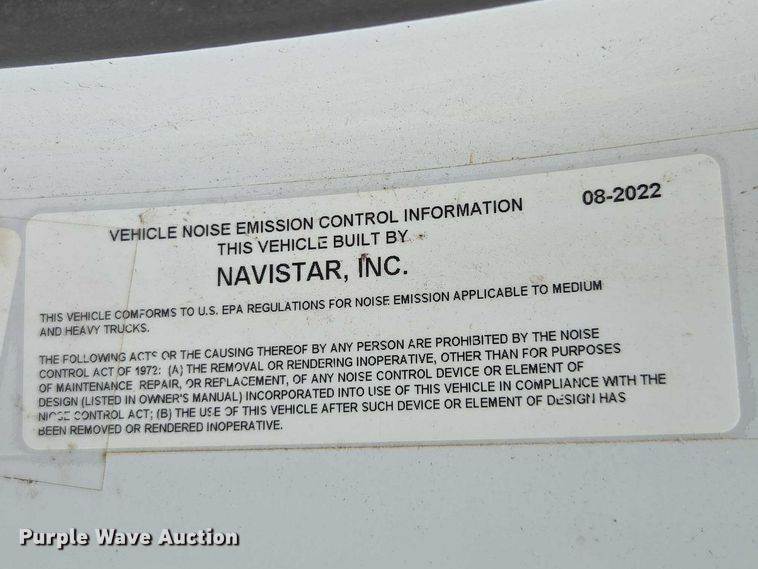 VEHICLE NOISE EMISSION CONTROL INFORMATION 08-2022
THIS VEHICLE BUILT BY
NAVISTAR, INC.
THIS VEHICLE COMFORMS TO U.S. EPA REGULATIONS FOR NOISE EMISSION APPLICABLE TO MEDIUM
AND HEAVY TRUCKS.
THE FOLLOWING ACTS OR THE CAUSING THEREOF BY ANY PERSON ARE PROHIBITED BY THE NOISE
CONTROL ACT OF 1972: (A) THE REMOVAL OR RENDERING INOPERATIVE, OTHER THAN FOR PURPOSES
OF MAINTENANCE REPAIR, OR REPLACEMENT, OF ANY NOISE CONTROL DEVICE OR ELEMENT OF
DESIGN (LISTED IN OWNER'S MANUAL) INCORPORATED INTO USE OF THIS VEHICLE IN COMPLIANCE WITH THE
NIOSE CONTROL ACT; (B) THE USE OF THIS VEHICLE AFTER SUCH DEVICE OR ELEMENT OF DESIGN HAS
BEEN REMOVED OR RENDERED INOPERATIVE.
Purple Wave Auction